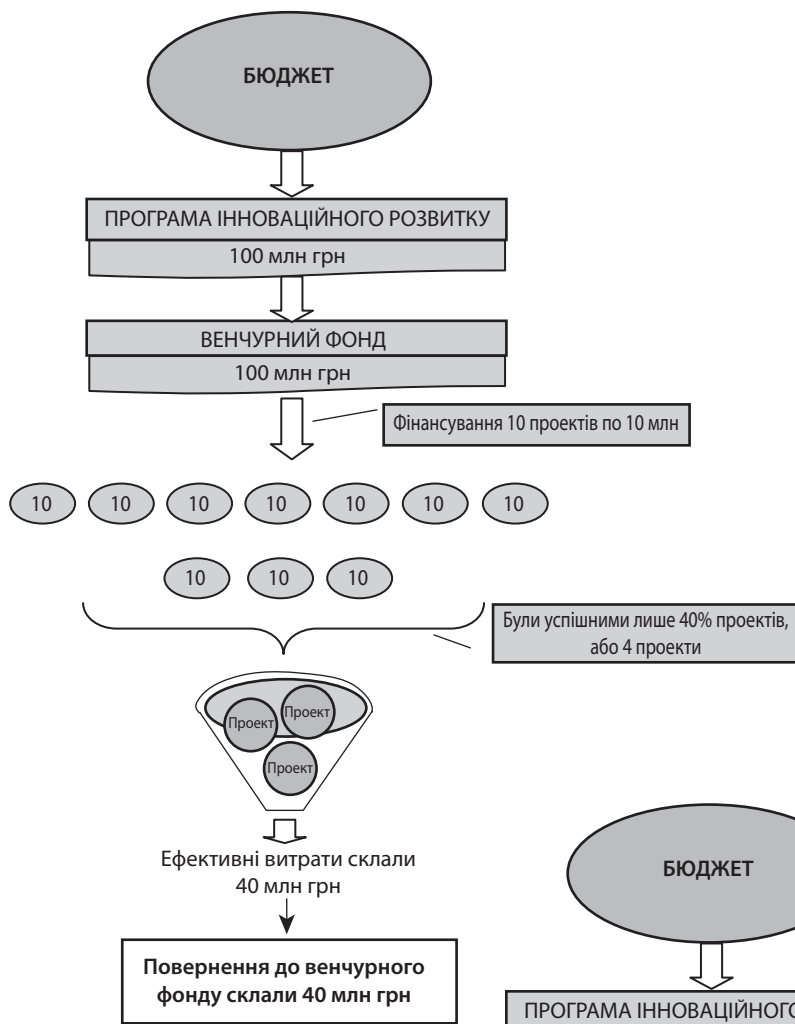 БЮДЖЕТ
ПРОГРАМА ІННОВАЦІЙНОГО РОЗВИТКУ
100 млн грн
ВЕНЧУРНИЙ ФОНД
100 млн грн
Фінансування 10 проектів по 10 млн
10 10 10 10 10 10 10
10 10 10
Були успішними лише 40% проектів,
або 4 проекти
Проект Проект
Проект
Ефективні витрати склали
40 млн грн
Повернення до венчурного
фонду склали 40 млн грн
БЮДЖЕТ
ПРОГРАМА ІННОВАЦІЙНОГО